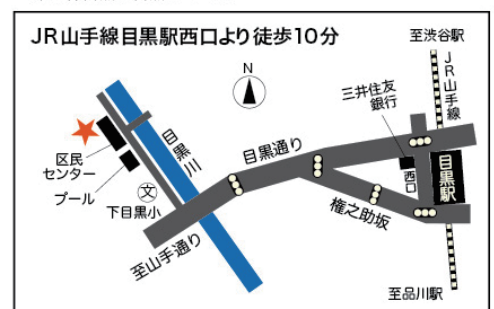 JR山手線目黒駅西口より徒歩10分
至渋谷駅
JR山手線
N
三井住友
銀行
目黒川
目黒通り
目黒駅
西口
区民
センター
プール
文
下目黒小
権之助坂
至山手通り
至品川駅